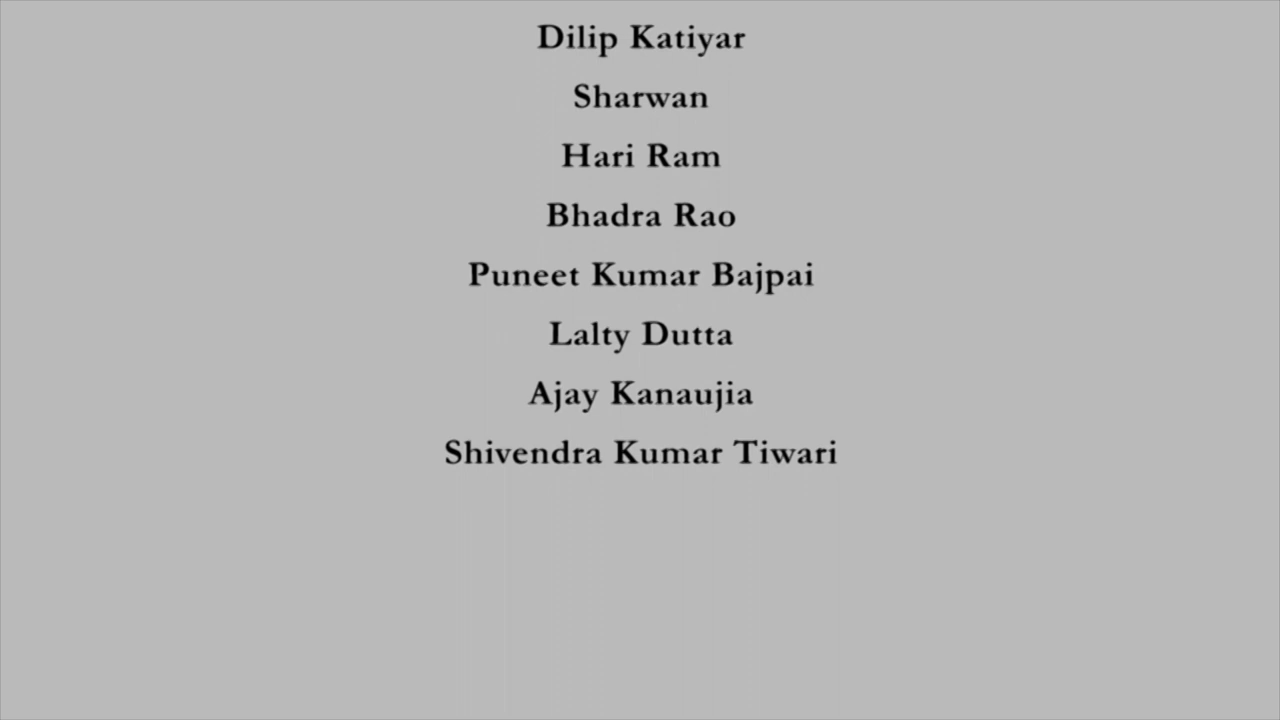 Dilip Katiyar
Sharwan
Hari Ram
Bhadra Rao
Puneet Kumar Bajpai
Lalty Dutta
Ajay Kanaujia
Shivendra Kumar Tiwari